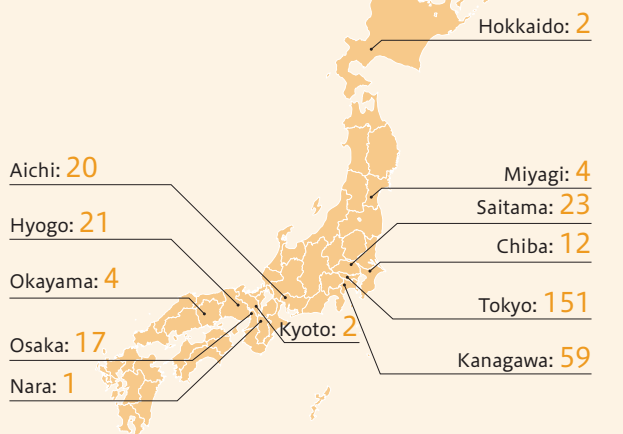 Hokkaido: 2
Aichi: 20
Hyogo: 21
Okayama: 4
Osaka: 17
Nara: 1
Kyoto: 2
Miyagi: 4
Saitama: 23
Chiba: 12
Tokyo: 151
Kanagawa: 59